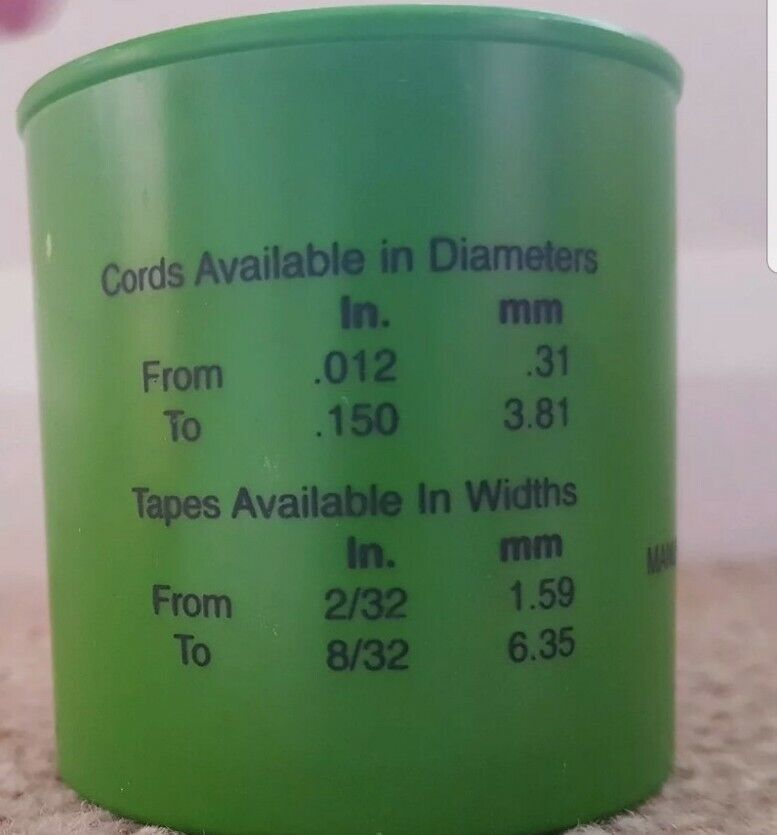 Cords Available in Diameters
In. mm
From .012 .31
To .150 3.81
Tapes Available In Widths
In. mm
From 2/32 1.59
To 8/32 6.35